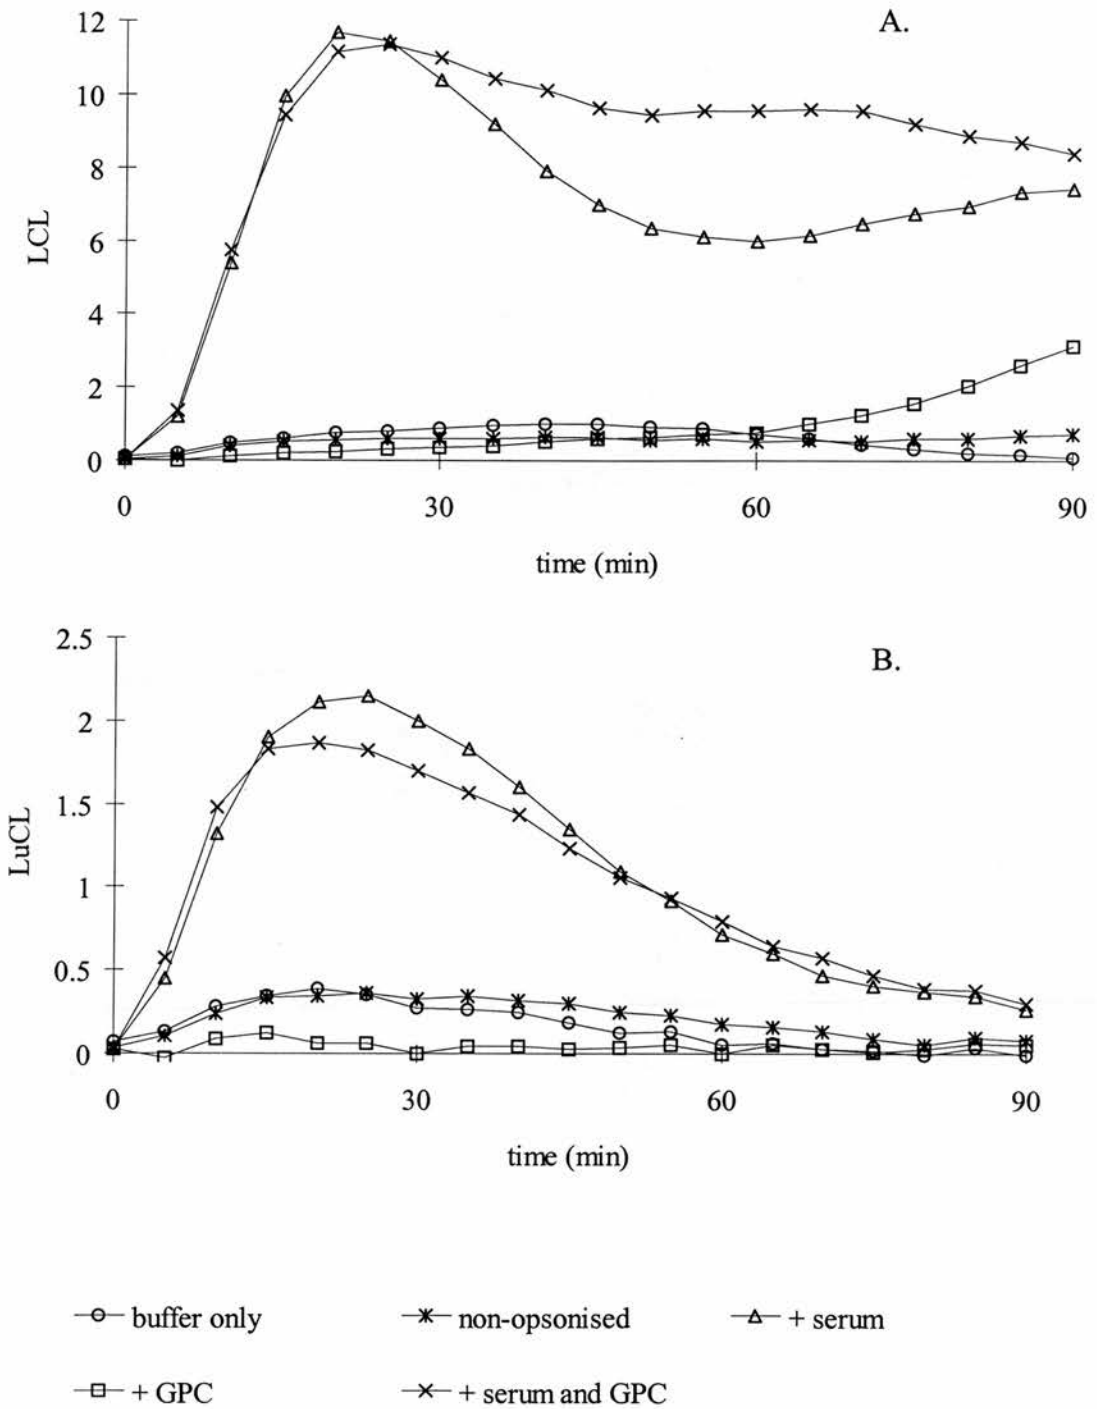 A.
12
10
8
6
4
2
0
LCL
0 30 60 90
time (min)
B.
2.5
2
1.5
1
0.5
0
LuCL
0 30 60 90
time (min)
buffer only non-opsonised + serum
+ GPC + serum and GPC